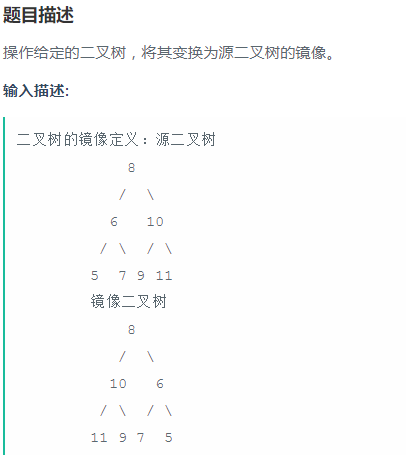 题目描述
操作给定的二叉树，将其变换为源二叉树的镜像。
输入描述:
二叉树的镜像定义：源二叉树
8
/ \
6 10
/ \ / \
5 7 9 11
镜像二叉树
8
/ \
10 6
/ \ / \
11 9 7 5